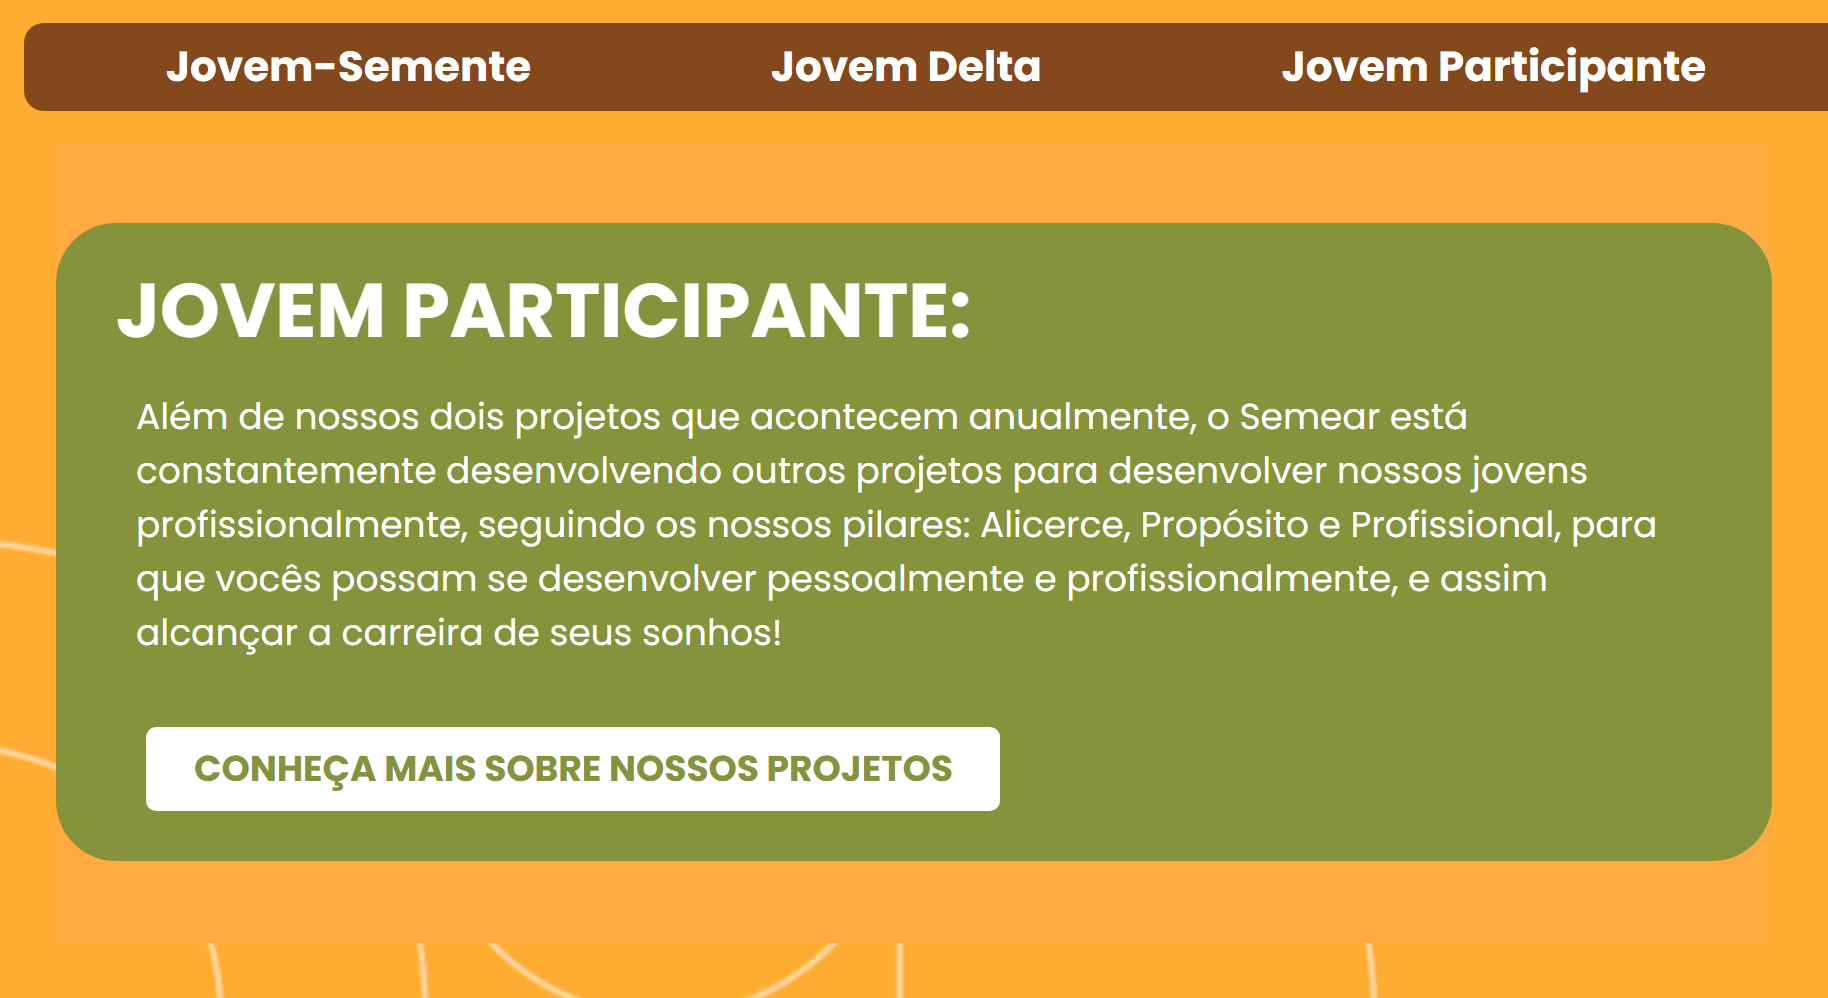 Jovem-Semente Jovem Delta Jovem Participante
JOVEM PARTICIPANTE:
Além de nossos dois projetos que acontecem anualmente, o Semear está
constantemente desenvolvendo outros projetos para desenvolver nossos jovens
profissionalmente, seguindo os nossos pilares: Alicerce, Propósito e Profissional, para
que vocês possam se desenvolver pessoalmente e profissionalmente, e assim
alcançar a carreira de seus sonhos!
CONHEÇA MAIS SOBRE NOSSOS PROJETOS